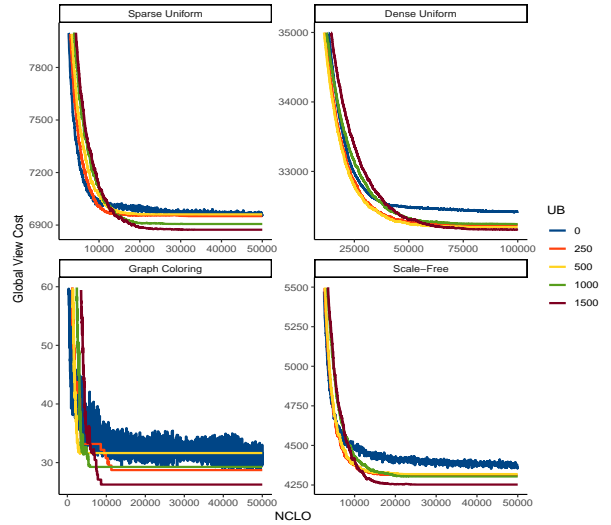 Sparse Uniform
Dense Uniform
7800
7500
7200
6900
10000 20000 30000 40000 50000
35000
34000
33000
25000 50000 75000 100000
Graph Coloring
Scale−Free
60
50
40
30
0 10000 20000 30000 40000 50000
5500
5250
5000
4750
4500
4250
0 10000 20000 30000 40000 50000
Global View Cost
NCLO
UB
0
250
500
1000
1500